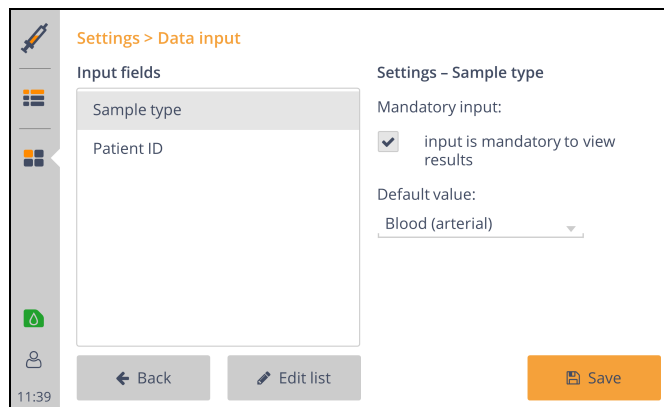 Settings > Data input
Input fields
Sample type
Patient ID
Settings – Sample type
Mandatory input:
input is mandatory to view
results
Default value:
Blood (arterial)
Back
Edit list
Save
11:39